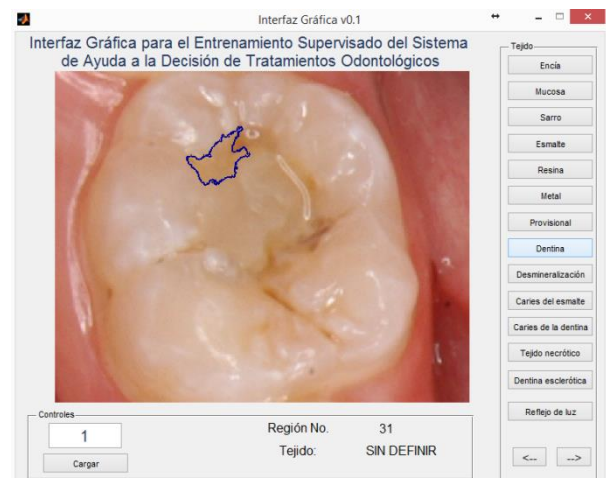 Interfaz Gráfica v0.1
Interfaz Gráfica para el Entrenamiento Supervisado del Sistema
de Ayuda a la Decisión de Tratamientos Odontológicos
Tejido
Encía
Mucosa
Sarro
Esmalte
Resina
Metal
Provisional
Dentina
Desmineralización
Caries del esmalte
Caries de la dentina
Tejido necrótico
Dentina esclerótica
Reflejo de luz
<-- -->
Controles
1
Cargar
Región No. 31
Tejido: SIN DEFINIR